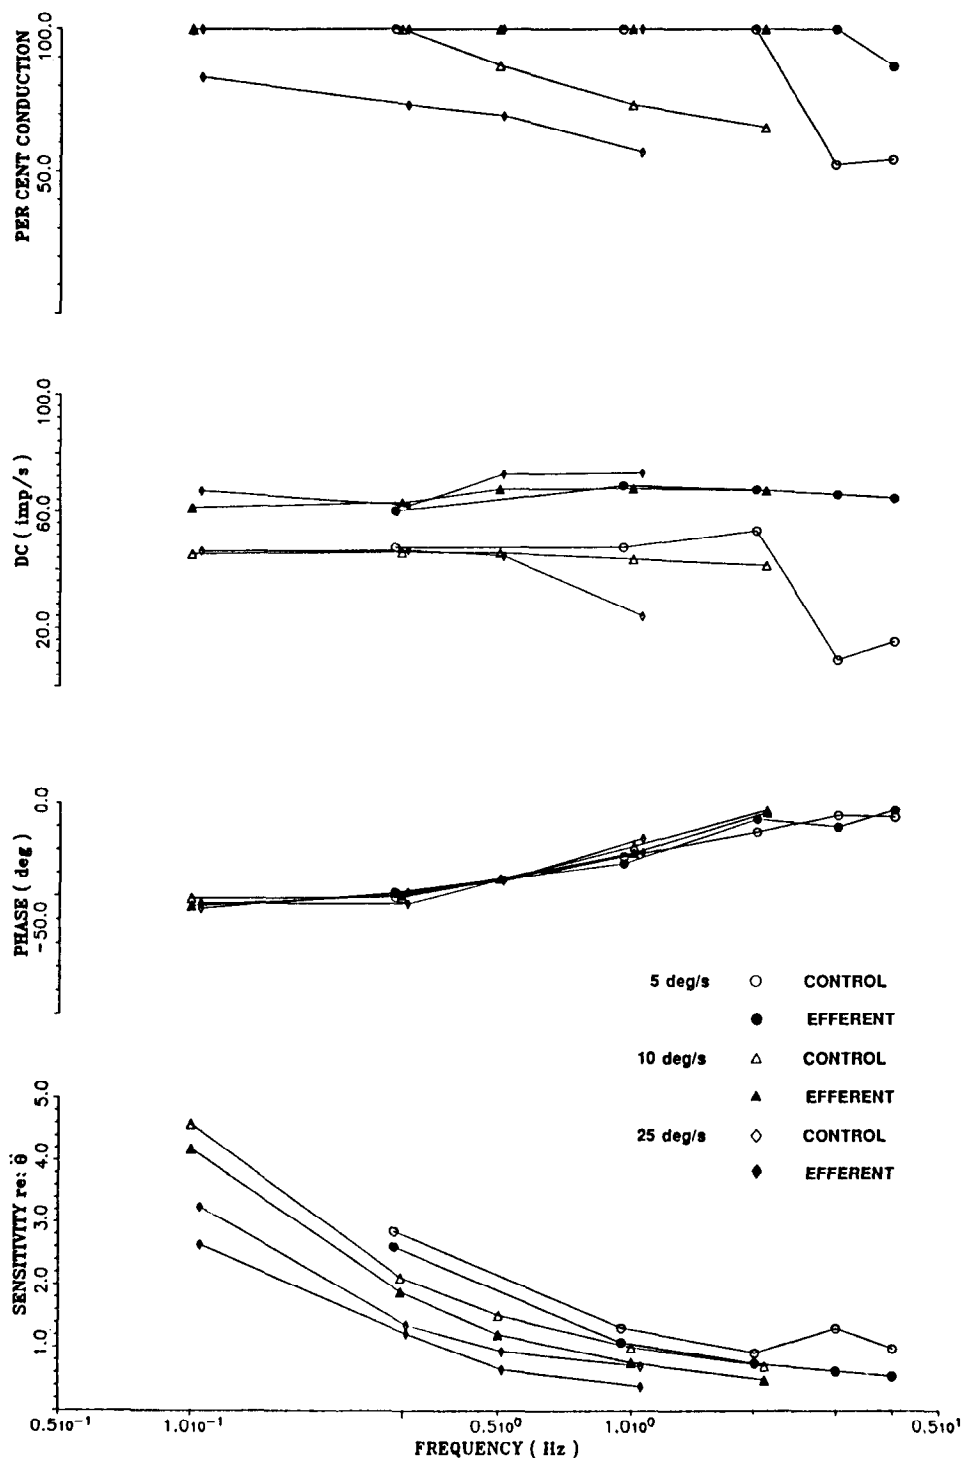 PER CENT CONDUCTION
100.0
50.0
DC ( imp/s )
100.0
60.0
20.0
PHASE ( deg )
0.0
-50.0
5 deg/s ○ CONTROL
● EFFERENT
10 deg/s △ CONTROL
▲ EFFERENT
25 deg/s ◇ CONTROL
♦ EFFERENT
SENSITIVITY re: θ̈
5.0
4.0
3.0
2.0
1.0
0.510⁻¹ 1.010⁻¹ 0.510⁰ 1.010⁰ 0.510¹
FREQUENCY ( Hz )